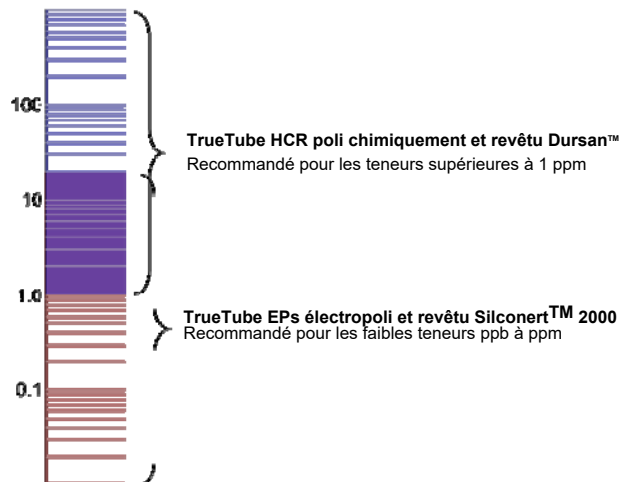 100
TrueTube HCR poli chimiquement et revêtu Dursan™
Recommandé pour les teneurs supérieures à 1 ppm
10
1.0
TrueTube EPs électropoli et revêtu Silconert™ 2000
Recommandé pour les faibles teneurs ppb à ppm
0.1